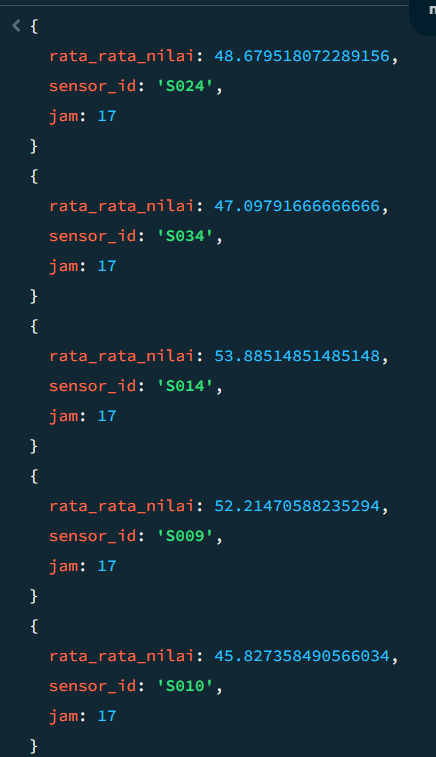 {
rata_rata_nilai: 48.679518072289156,
sensor_id: 'S024',
jam: 17
}
{
rata_rata_nilai: 47.09791666666666,
sensor_id: 'S034',
jam: 17
}
{
rata_rata_nilai: 53.88514851485148,
sensor_id: 'S014',
jam: 17
}
{
rata_rata_nilai: 52.21470588235294,
sensor_id: 'S009',
jam: 17
}
{
rata_rata_nilai: 45.827358490566034,
sensor_id: 'S010',
jam: 17
}